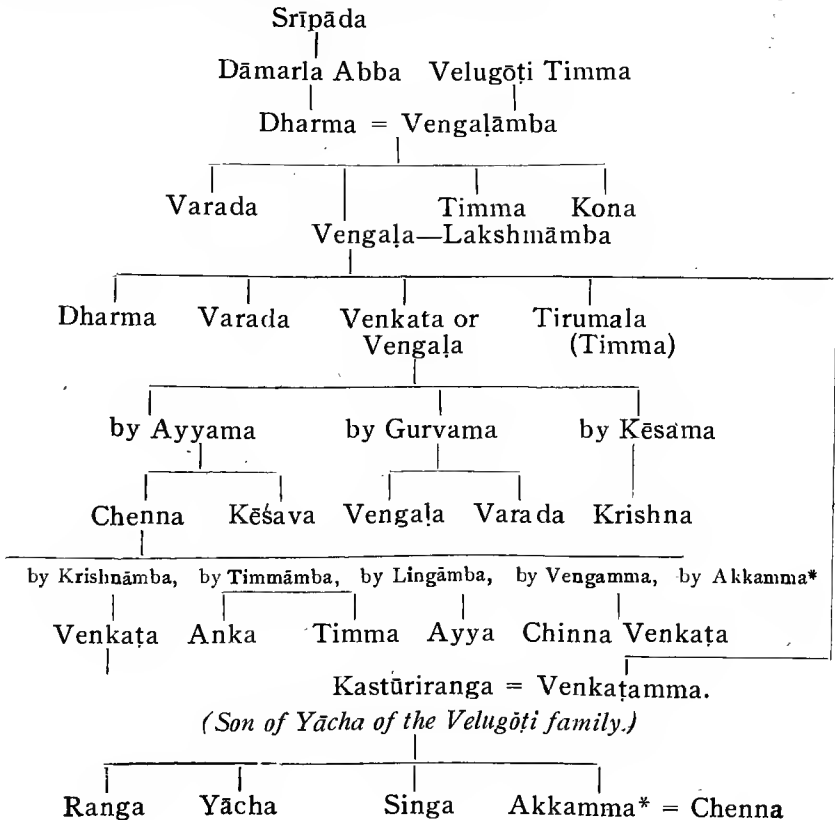 Srīpāda
Dāmarla Abba Velugōṭi Timma
Dharma = Vengaḷāmba
Varada Timma Kona
Vengaḷa—Lakshmāmba
Dharma Varada Venkata or Tirumala
Vengaḷa (Timma)
by Ayyama by Gurvama by Kēsama
Chenna Kēśava Vengaḷa Varada Krishna
by Krishnāmba, by Timmāmba, by Lingāmba, by Vengamma, by Akkamma*
Venkaṭa Anka Timma Ayya Chinna Venkaṭa
Kastūriranga = Venkaṭamma.
(Son of Yācha of the Velugōṭi family.)
Ranga Yācha Singa Akkamma* = Chenna